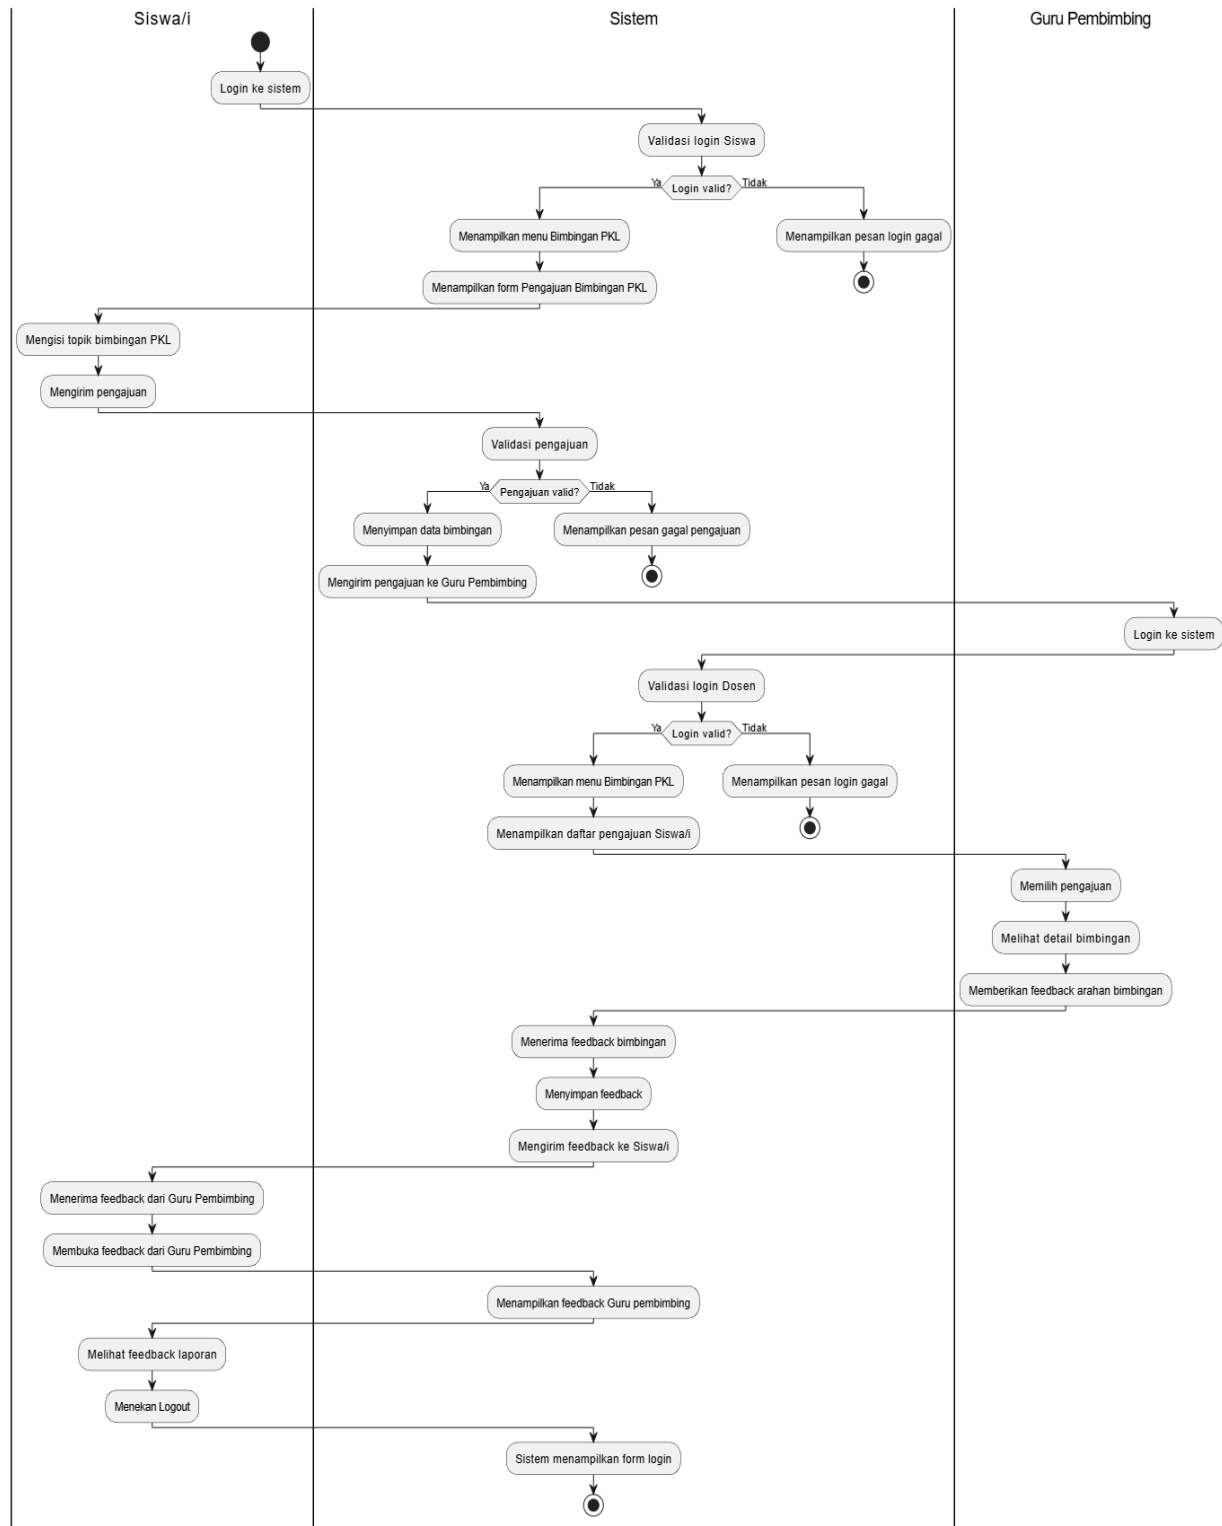 Siswa/i
Sistem
Guru Pembimbing
Login ke sistem
Validasi login Siswa
Ya
Login valid?
Tidak
Menampilkan menu Bimbingan PKL
Menampilkan pesan login gagal
Menampilkan form Pengajuan Bimbingan PKL
Mengisi topik bimbingan PKL
Mengirim pengajuan
Validasi pengajuan
Ya
Pengajuan valid?
Tidak
Menyimpan data bimbingan
Menampilkan pesan gagal pengajuan
Mengirim pengajuan ke Guru Pembimbing
Login ke sistem
Validasi login Dosen
Ya
Login valid?
Tidak
Menampilkan menu Bimbingan PKL
Menampilkan pesan login gagal
Menampilkan daftar pengajuan Siswa/i
Memilih pengajuan
Melihat detail bimbingan
Memberikan feedback arahan bimbingan
Menerima feedback bimbingan
Menyimpan feedback
Mengirim feedback ke Siswa/i
Menerima feedback dari Guru Pembimbing
Membuka feedback dari Guru Pembimbing
Menampilkan feedback Guru pembimbing
Melihat feedback laporan
Menekan Logout
Sistem menampilkan form login